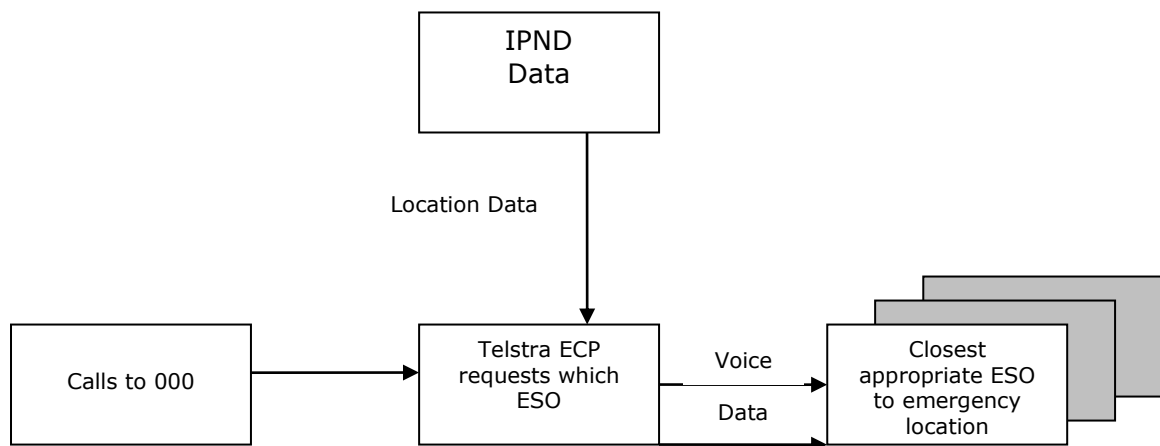 IPND
Data
Location Data
Calls to 000
Telstra ECP
requests which
ESO
Voice
Data
Closest
appropriate ESO
to emergency
location